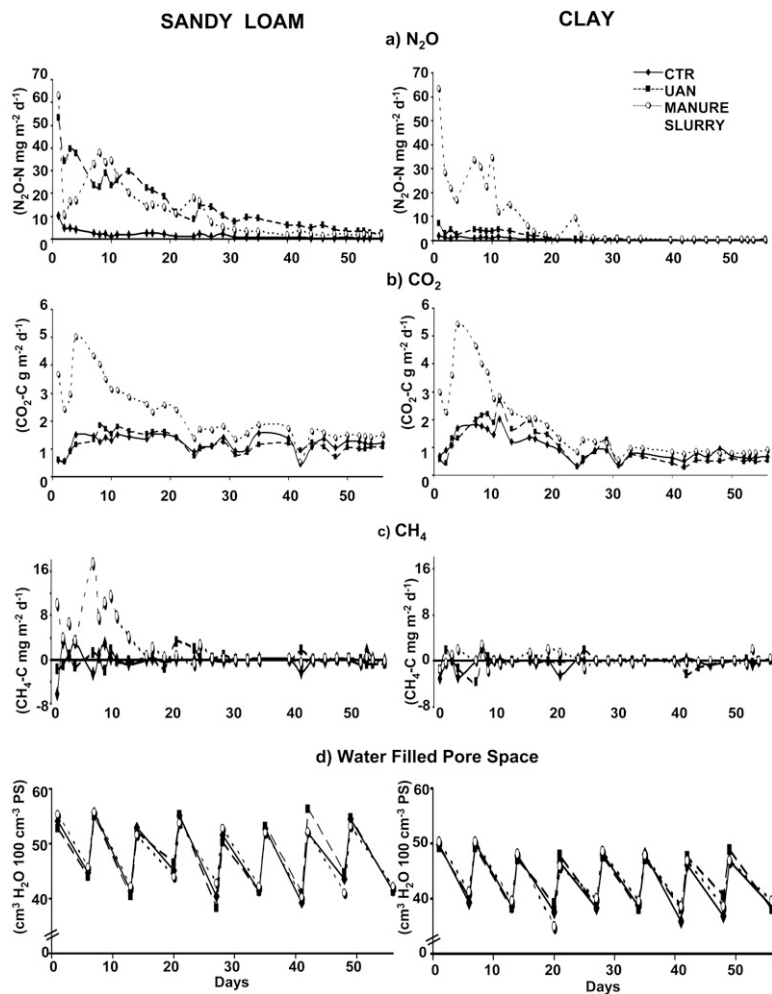 SANDY LOAM CLAY
a) N₂O
CTR
UAN
MANURE
SLURRY
(N₂O-N mg m⁻² d⁻¹)
70
60
50
40
30
20
10
0
0 10 20 30 40 50
(N₂O-N mg m⁻² d⁻¹)
70
60
50
40
30
20
10
0
0 10 20 30 40 50
b) CO₂
(CO₂-C g m⁻² d⁻¹)
6
5
4
3
2
1
0
0 10 20 30 40 50
(CO₂-C g m⁻² d⁻¹)
6
5
4
3
2
1
0
0 10 20 30 40 50
c) CH₄
(CH₄-C mg m⁻² d⁻¹)
16
8
0
-8
0 10 20 30 40 50
(CH₄-C mg m⁻² d⁻¹)
16
8
0
-8
0 10 20 30 40 50
d) Water Filled Pore Space
(cm³ H₂O 100 cm⁻³ PS)
60
50
40
0
0 10 20 30 40 50
Days
(cm³ H₂O 100 cm⁻³ PS)
60
50
40
0
0 10 20 30 40 50
Days